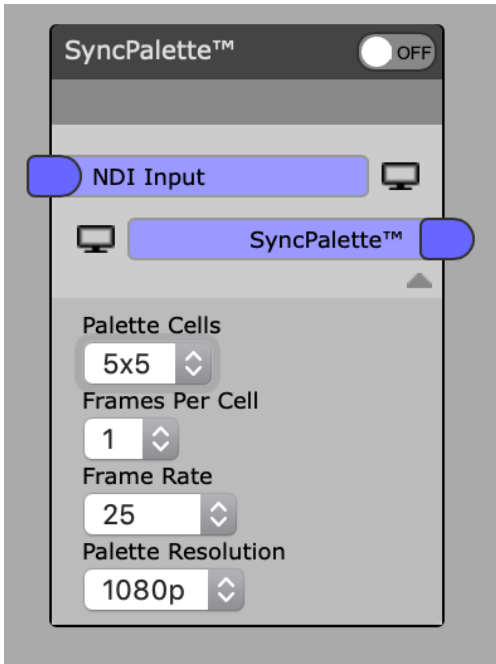 SyncPalette™ OFF
NDI Input
SyncPalette™
Palette Cells
5x5
Frames Per Cell
1
Frame Rate
25
Palette Resolution
1080p